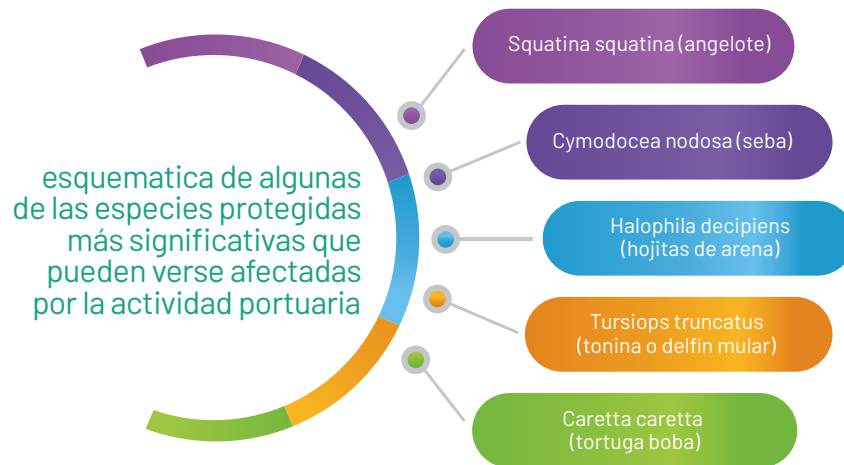 esquematica de algunas
de las especies protegidas
más significativas que
pueden verse afectadas
por la actividad portuaria
Squatina squatina (angelote)
Cymodocea nodosa (seba)
Halophila decipiens
(hojitas de arena)
Tursiops truncatus
(tonina o delfín mular)
Caretta caretta
(tortuga boba)